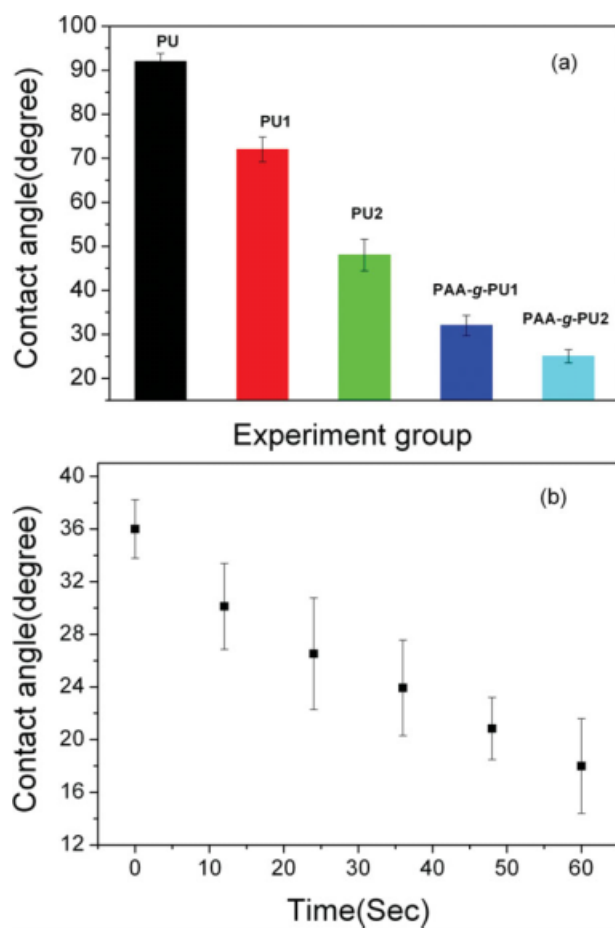 100
90
80
70
60
50
40
30
20
Contact angle(degree)
(a)
PU
PU1
PU2
PAA-g-PU1
PAA-g-PU2
Experiment group
40
36
32
28
24
20
16
12
Contact angle(degree)
(b)
0 10 20 30 40 50 60
Time(Sec)